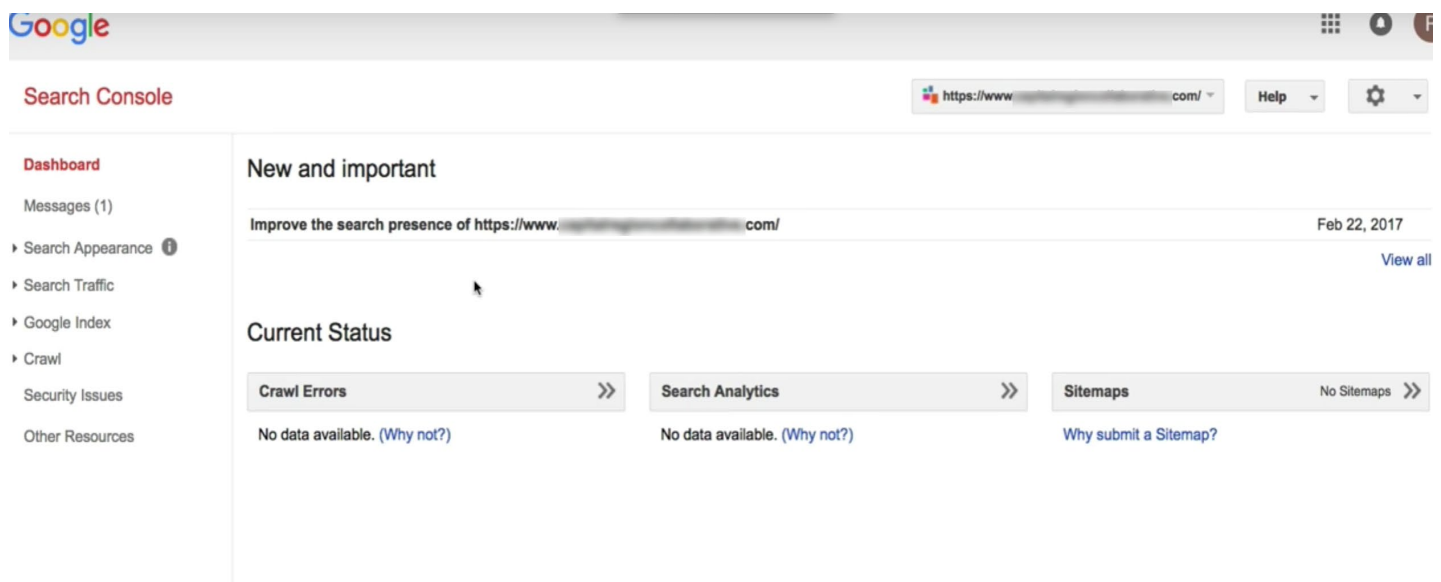 Google
Search Console
https://www com/
Help
Dashboard
Messages (1)
Search Appearance
Search Traffic
Google Index
Crawl
Security Issues
Other Resources
New and important
Improve the search presence of https://www. com/ Feb 22, 2017
View all
Current Status
Crawl Errors
No data available. (Why not?)
Search Analytics
No data available. (Why not?)
Sitemaps No Sitemaps
Why submit a Sitemap?